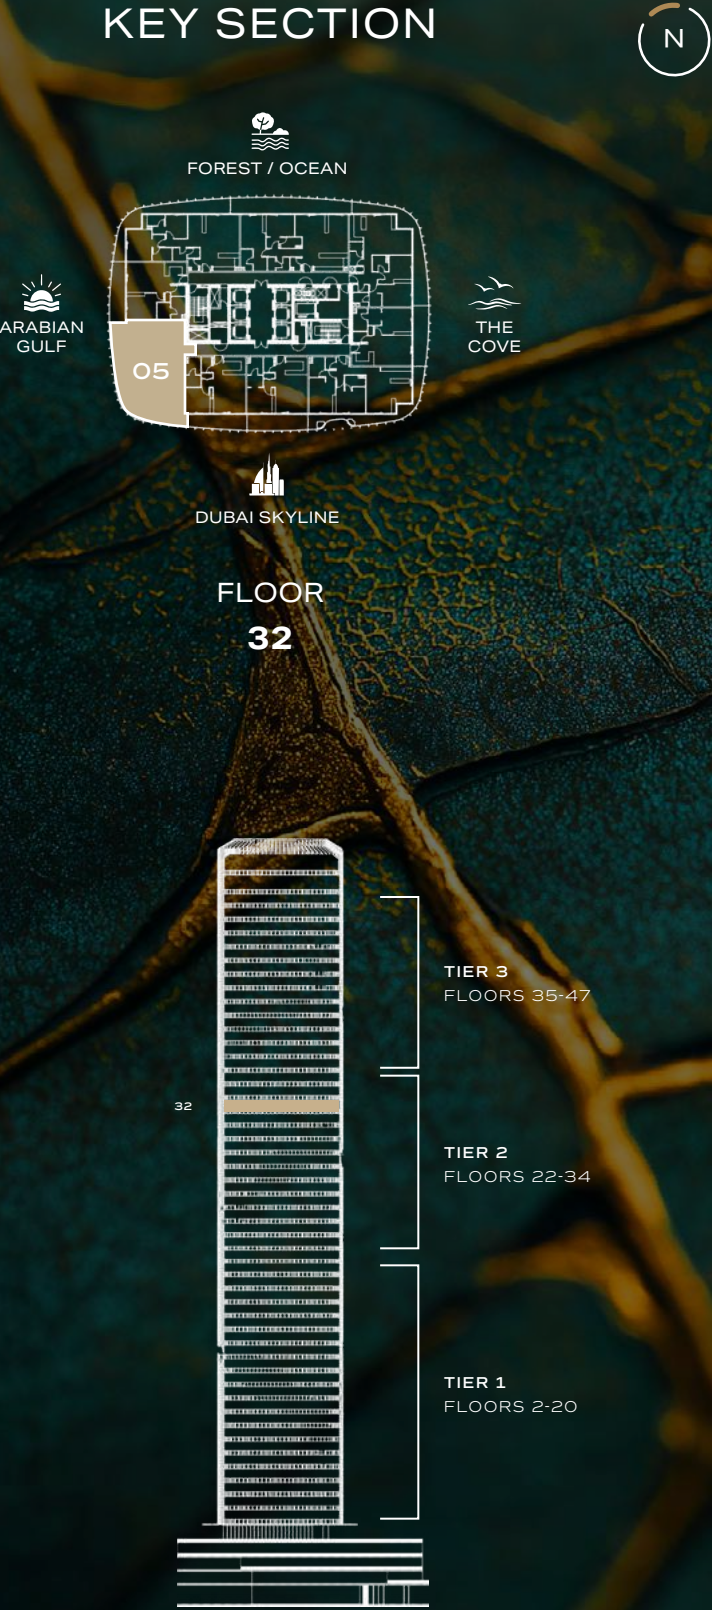 KEY SECTION
N
FOREST / OCEAN
ARABIAN
GULF
THE
COVE
05
DUBAI SKYLINE
FLOOR
32
TIER 3
FLOORS 35-47
32
TIER 2
FLOORS 22-34
TIER 1
FLOORS 2-20